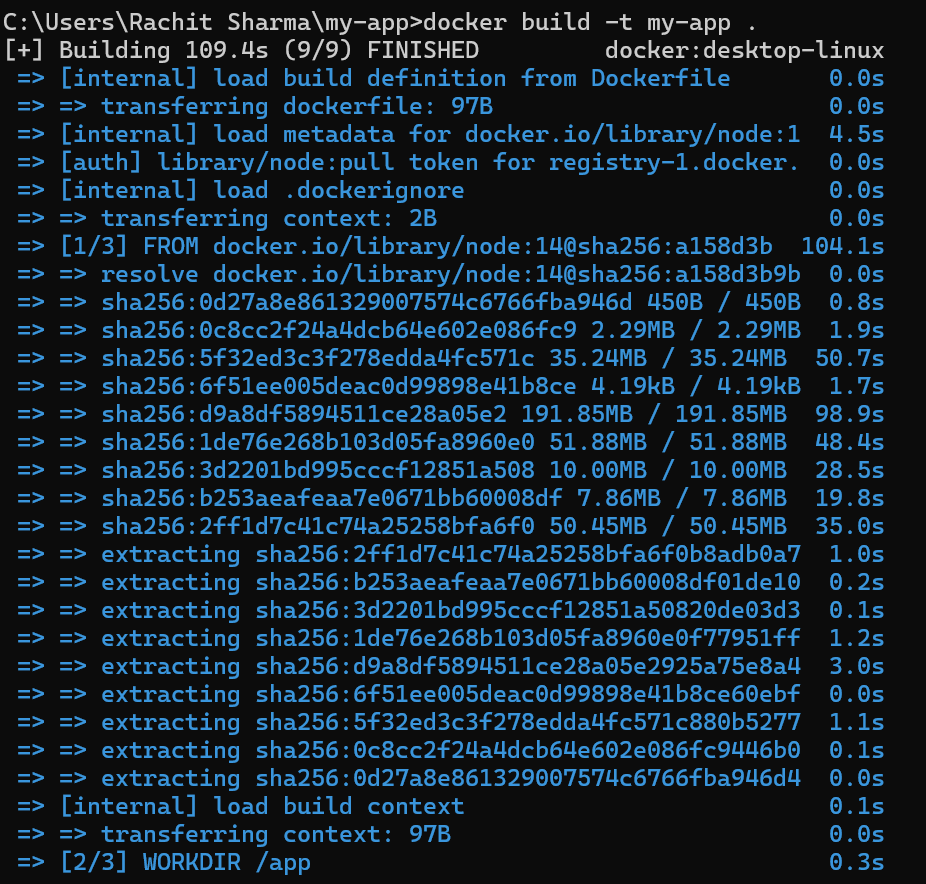 C:\Users\Rachit Sharma\my-app>docker build -t my-app .
[+] Building 109.4s (9/9) FINISHED docker:desktop-linux
=> [internal] load build definition from Dockerfile 0.0s
=> => transferring dockerfile: 97B 0.0s
=> [internal] load metadata for docker.io/library/node:1 4.5s
=> [auth] library/node:pull token for registry-1.docker. 0.0s
=> [internal] load .dockerignore 0.0s
=> => transferring context: 2B 0.0s
=> [1/3] FROM docker.io/library/node:14@sha256:a158d3b 104.1s
=> => resolve docker.io/library/node:14@sha256:a158d3b9b 0.0s
=> => sha256:0d27a8e861329007574c6766fba946d 450B / 450B 0.8s
=> => sha256:0c8cc2f24a4dcb64e602e086fc9 2.29MB / 2.29MB 1.9s
=> => sha256:5f32ed3c3f278edda4fc571c 35.24MB / 35.24MB 50.7s
=> => sha256:6f51ee005deac0d99898e41b8ce 4.19kB / 4.19kB 1.7s
=> => sha256:d9a8df5894511ce28a05e2 191.85MB / 191.85MB 98.9s
=> => sha256:1de76e268b103d05fa8960e0 51.88MB / 51.88MB 48.4s
=> => sha256:3d2201bd995cccf12851a508 10.00MB / 10.00MB 28.5s
=> => sha256:b253aeafeaa7e0671bb60008df 7.86MB / 7.86MB 19.8s
=> => sha256:2ff1d7c41c74a25258bfa6f0 50.45MB / 50.45MB 35.0s
=> => extracting sha256:2ff1d7c41c74a25258bfa6f0b8adb0a7 1.0s
=> => extracting sha256:b253aeafeaa7e0671bb60008df01de10 0.2s
=> => extracting sha256:3d2201bd995cccf12851a50820de03d3 0.1s
=> => extracting sha256:1de76e268b103d05fa8960e0f77951ff 1.2s
=> => extracting sha256:d9a8df5894511ce28a05e2925a75e8a4 3.0s
=> => extracting sha256:6f51ee005deac0d99898e41b8ce60ebf 0.0s
=> => extracting sha256:5f32ed3c3f278edda4fc571c880b5277 1.1s
=> => extracting sha256:0c8cc2f24a4dcb64e602e086fc9446b0 0.1s
=> => extracting sha256:0d27a8e861329007574c6766fba946d4 0.0s
=> [internal] load build context 0.1s
=> => transferring context: 97B 0.0s
=> [2/3] WORKDIR /app 0.3s